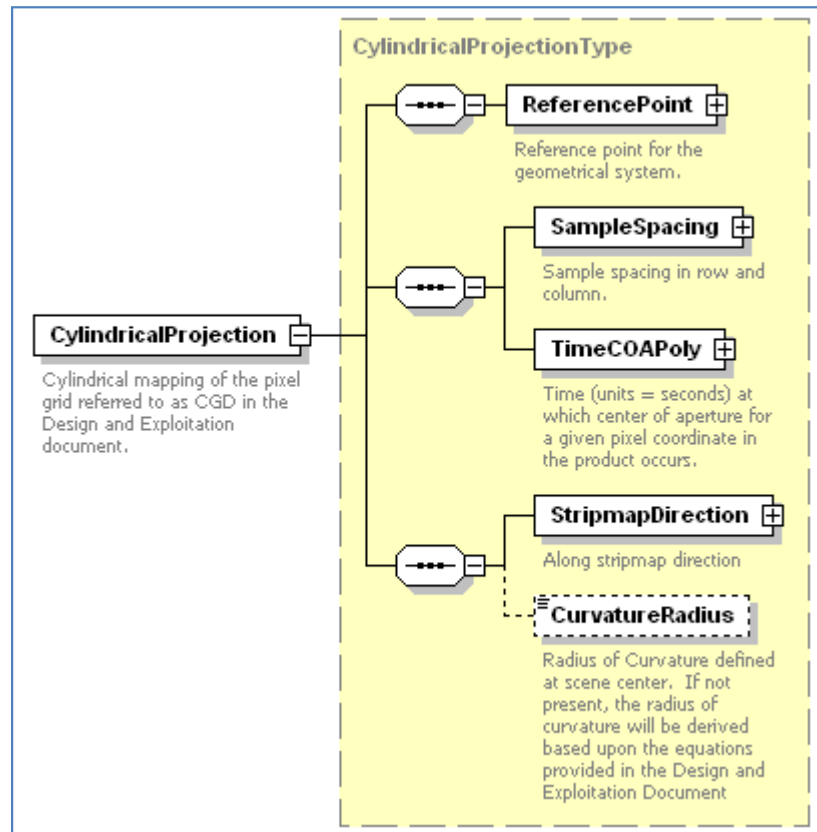 CylindricalProjectionType
ReferencePoint
Reference point for the
geometrical system.
SampleSpacing
Sample spacing in row and
column.
CylindricalProjection
Cylindrical mapping of the pixel
grid referred to as CGD in the
Design and Exploitation
document.
TimeCOAPoly
Time (units = seconds) at
which center of aperture for
a given pixel coordinate in
the product occurs.
StripmapDirection
Along stripmap direction
CurvatureRadius
Radius of Curvature defined
at scene center.  If not
present, the radius of
curvature will be derived
based upon the equations
provided in the Design and
Exploitation Document